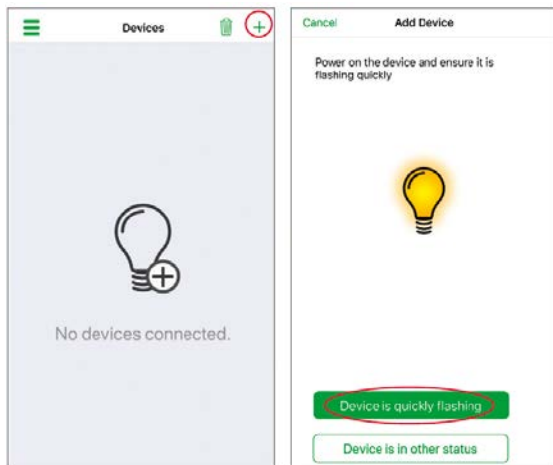 Devices
+
No devices connected.
Cancel
Add Device
Power on the device and ensure it is
flashing quickly
Device is quickly flashing
Device is in other status